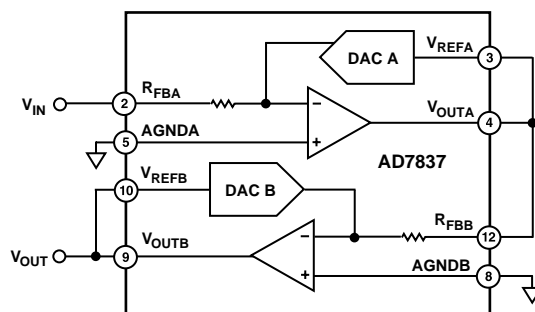 DAC A
V_REFA
3
V_IN
2
R_FBA
−
V_OUTA
4
5
AGNDA
+
AD7837
10
V_REFB
DAC B
R_FBB
12
V_OUT
9
V_OUTB
−
AGNDB
8
+